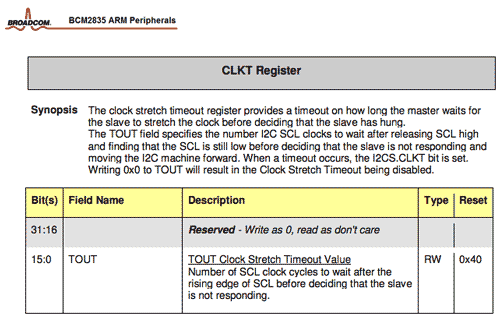 BROADCOM.
BCM2835 ARM Peripherals
CLKT Register
Synopsis The clock stretch timeout register provides a timeout on how long the master waits for
the slave to stretch the clock before deciding that the slave has hung.
The TOUT field specifies the number I2C SCL clocks to wait after releasing SCL high
and finding that the SCL is still low before deciding that the slave is not responding and
moving the I2C machine forward. When a timeout occurs, the I2CS.CLKT bit is set.
Writing 0x0 to TOUT will result in the Clock Stretch Timeout being disabled.
Bit(s) Field Name Description Type Reset
31:16 Reserved - Write as 0, read as don't care
15:0 TOUT TOUT Clock Stretch Timeout Value RW 0x40
Number of SCL clock cycles to wait after the
rising edge of SCL before deciding that the slave
is not responding.